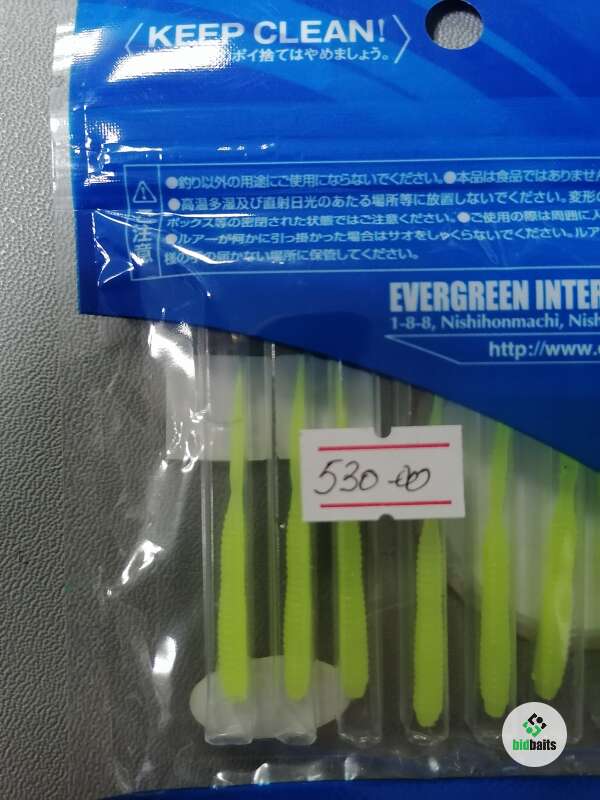 KEEP CLEAN!
ポイ捨てはやめましょう。
⚠ご注意
●釣り以外の用途にご使用にならないでください。●本品は食品ではありません
●高温多湿及び直射日光のあたる場所等に放置しないでください。変形の
ボックス等の密閉された状態ではご注意ください。●ご使用の際は周囲に人
●ルアーが何かに引っ掛かった場合はサオをしゃくらないでください。ルア
様の手の届かない場所に保管してください。
EVERGREEN INTER
1-8-8, Nishihonmachi, Nish
http://www.e
530-00
bidbaits